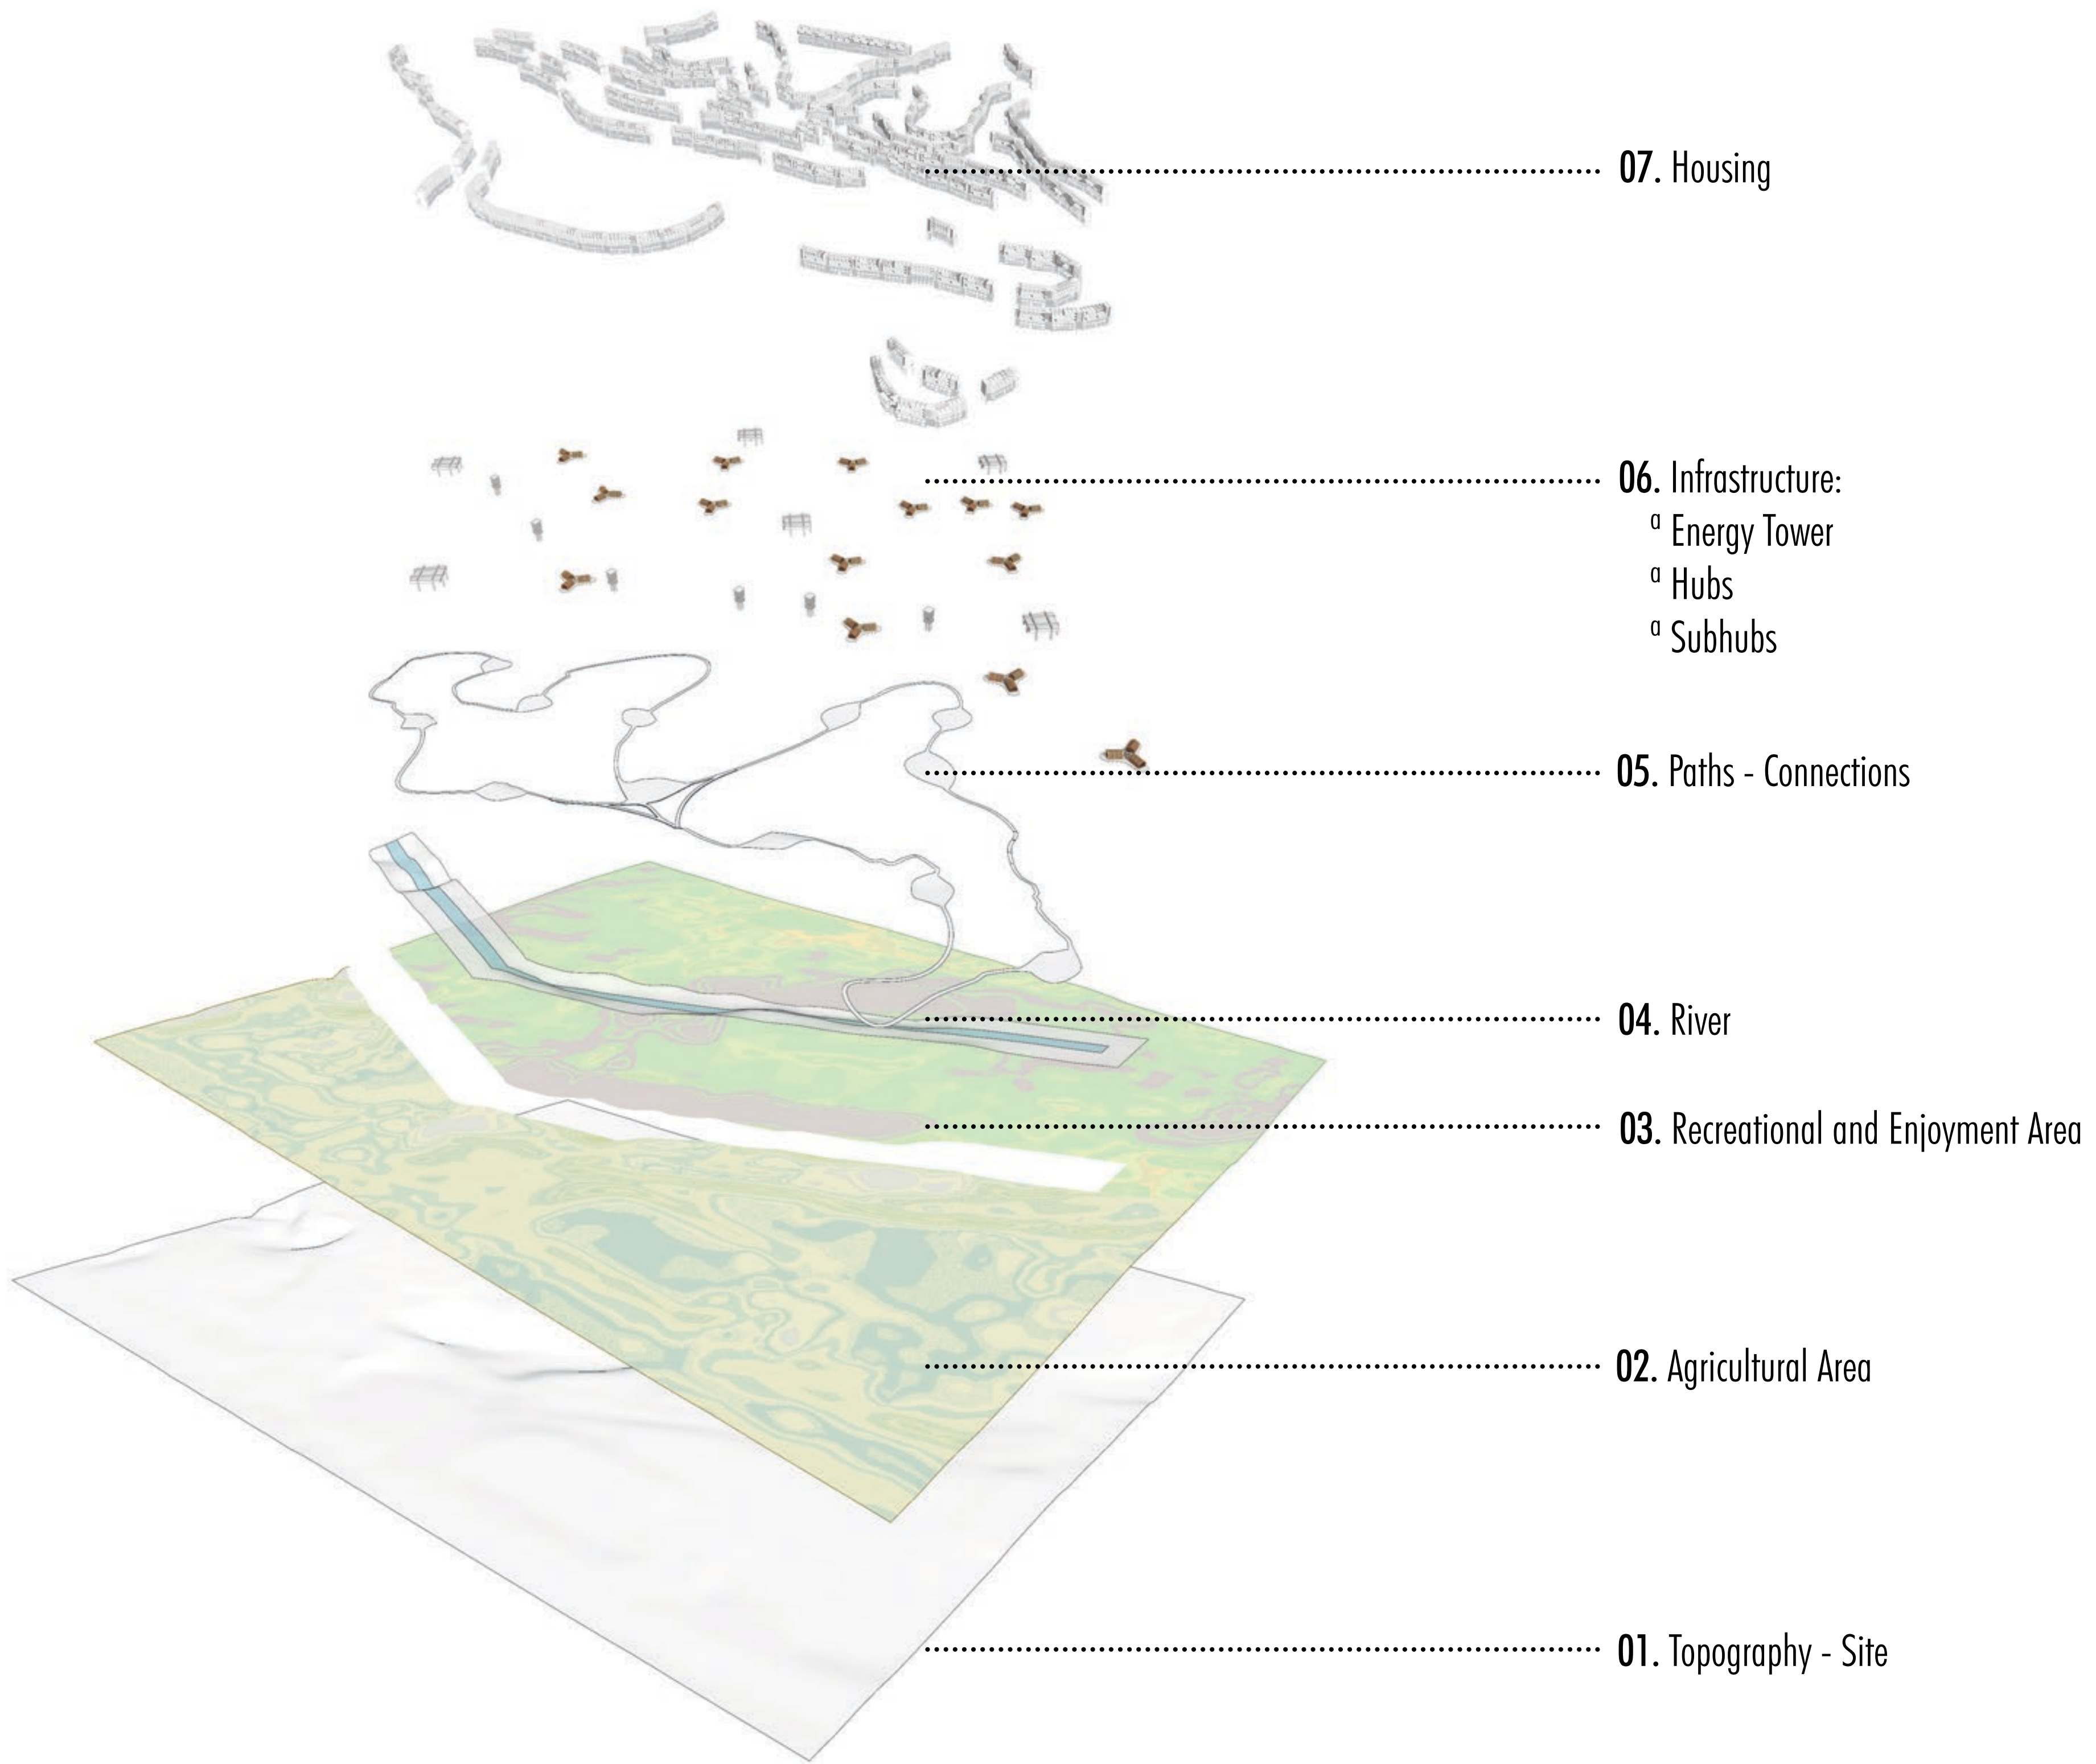 07. Housing
06. Infrastructure:
ª Energy Tower
ª Hubs
ª Subhubs
05. Paths - Connections
04. River
03. Recreational and Enjoyment Area
02. Agricultural Area
01. Topography - Site